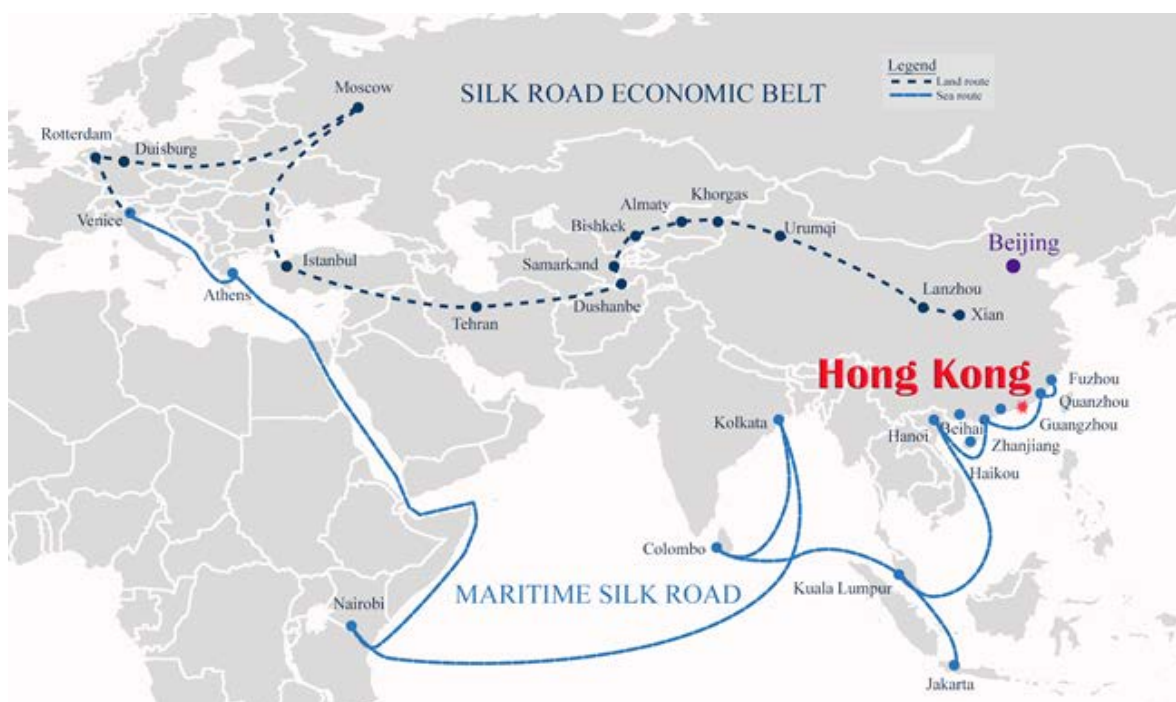 Legend
Land route
Sea route
Moscow
SILK ROAD ECONOMIC BELT
Rotterdam
Duisburg
Khorgas
Almaty
Venice
Bishkek
Urumqi
Beijing
Istanbul
Samarkand
Athens
Dushanbe
Lanzhou
Tehran
Xian
Hong Kong
Fuzhou
Quanzhou
Kolkata
Guangzhou
Hanoi
Beihai
Zhanjiang
Haikou
Colombo
Kuala Lumpur
MARITIME SILK ROAD
Nairobi
Jakarta